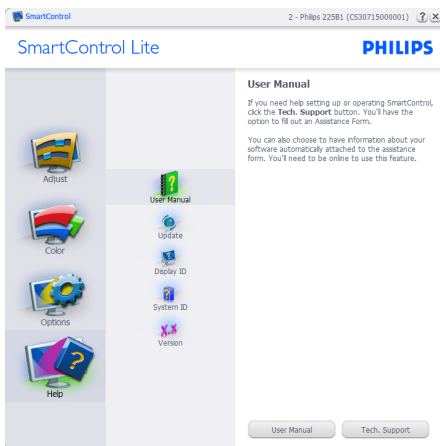 SmartControl
2 - Philips 225B1 (CS30715000001)
?
SmartControl Lite
PHILIPS
Adjust
Color
Options
Help
User Manual
Update
Display ID
System ID
X.X
Version
User Manual
If you need help setting up or operating SmartControl,
click the Tech. Support button. You'll have the
option to fill out an Assistance Form.
You can also choose to have information about your
software automatically attached to the assistance
form. You'll need to be online to use this feature.
User Manual
Tech. Support